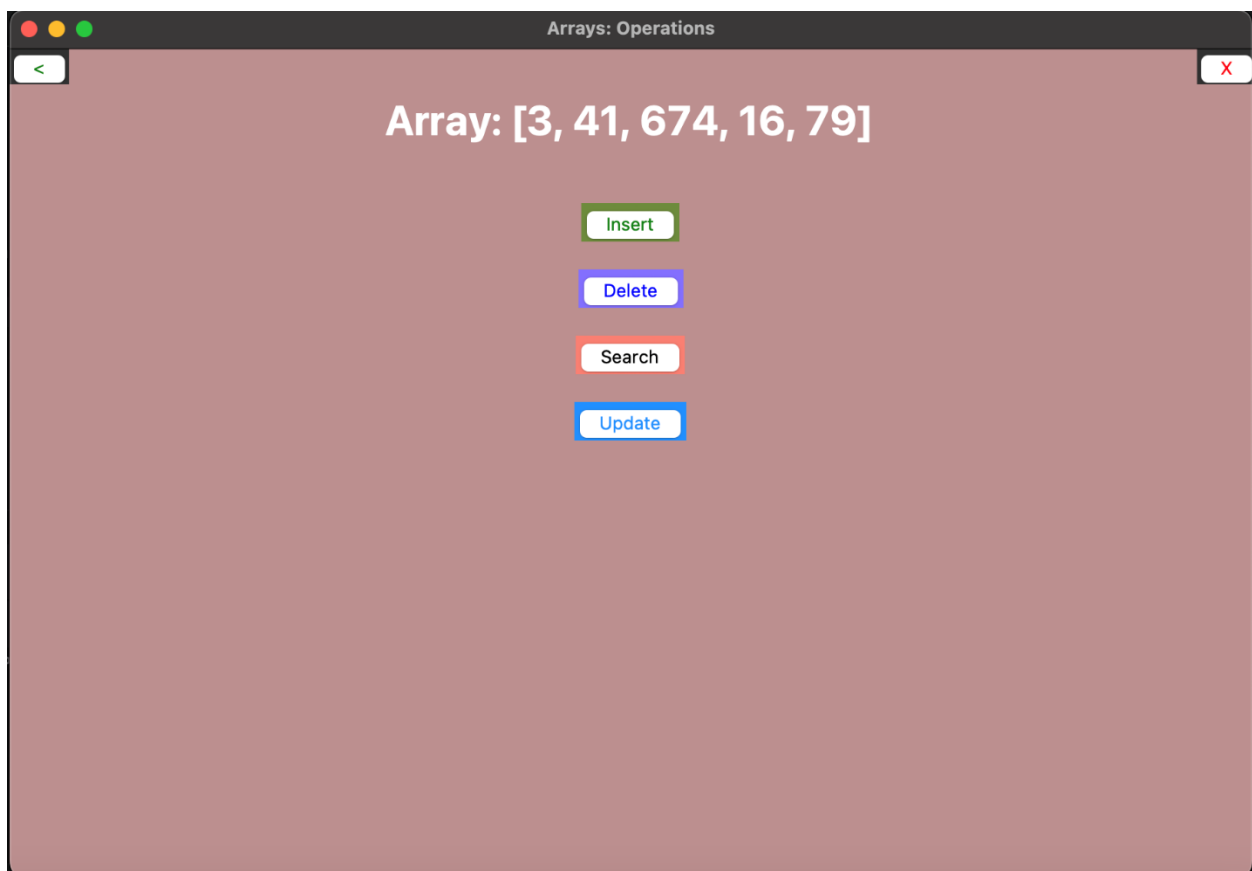 Arrays: Operations
<
X
Array: [3, 41, 674, 16, 79]
Insert
Delete
Search
Update